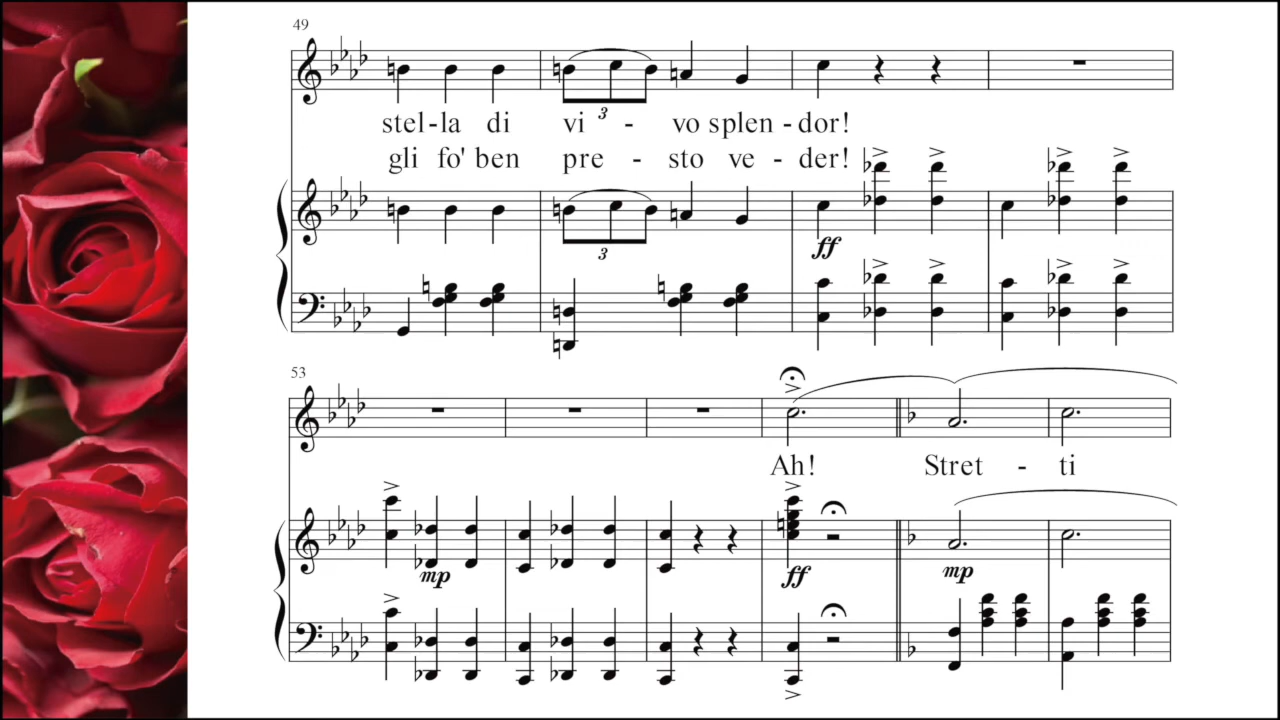 49
3
stel-la di vi - vo splen - dor!
gli fo' ben pre - sto ve - der!
ff
3
53
Ah! Stret - ti
mp ff mp